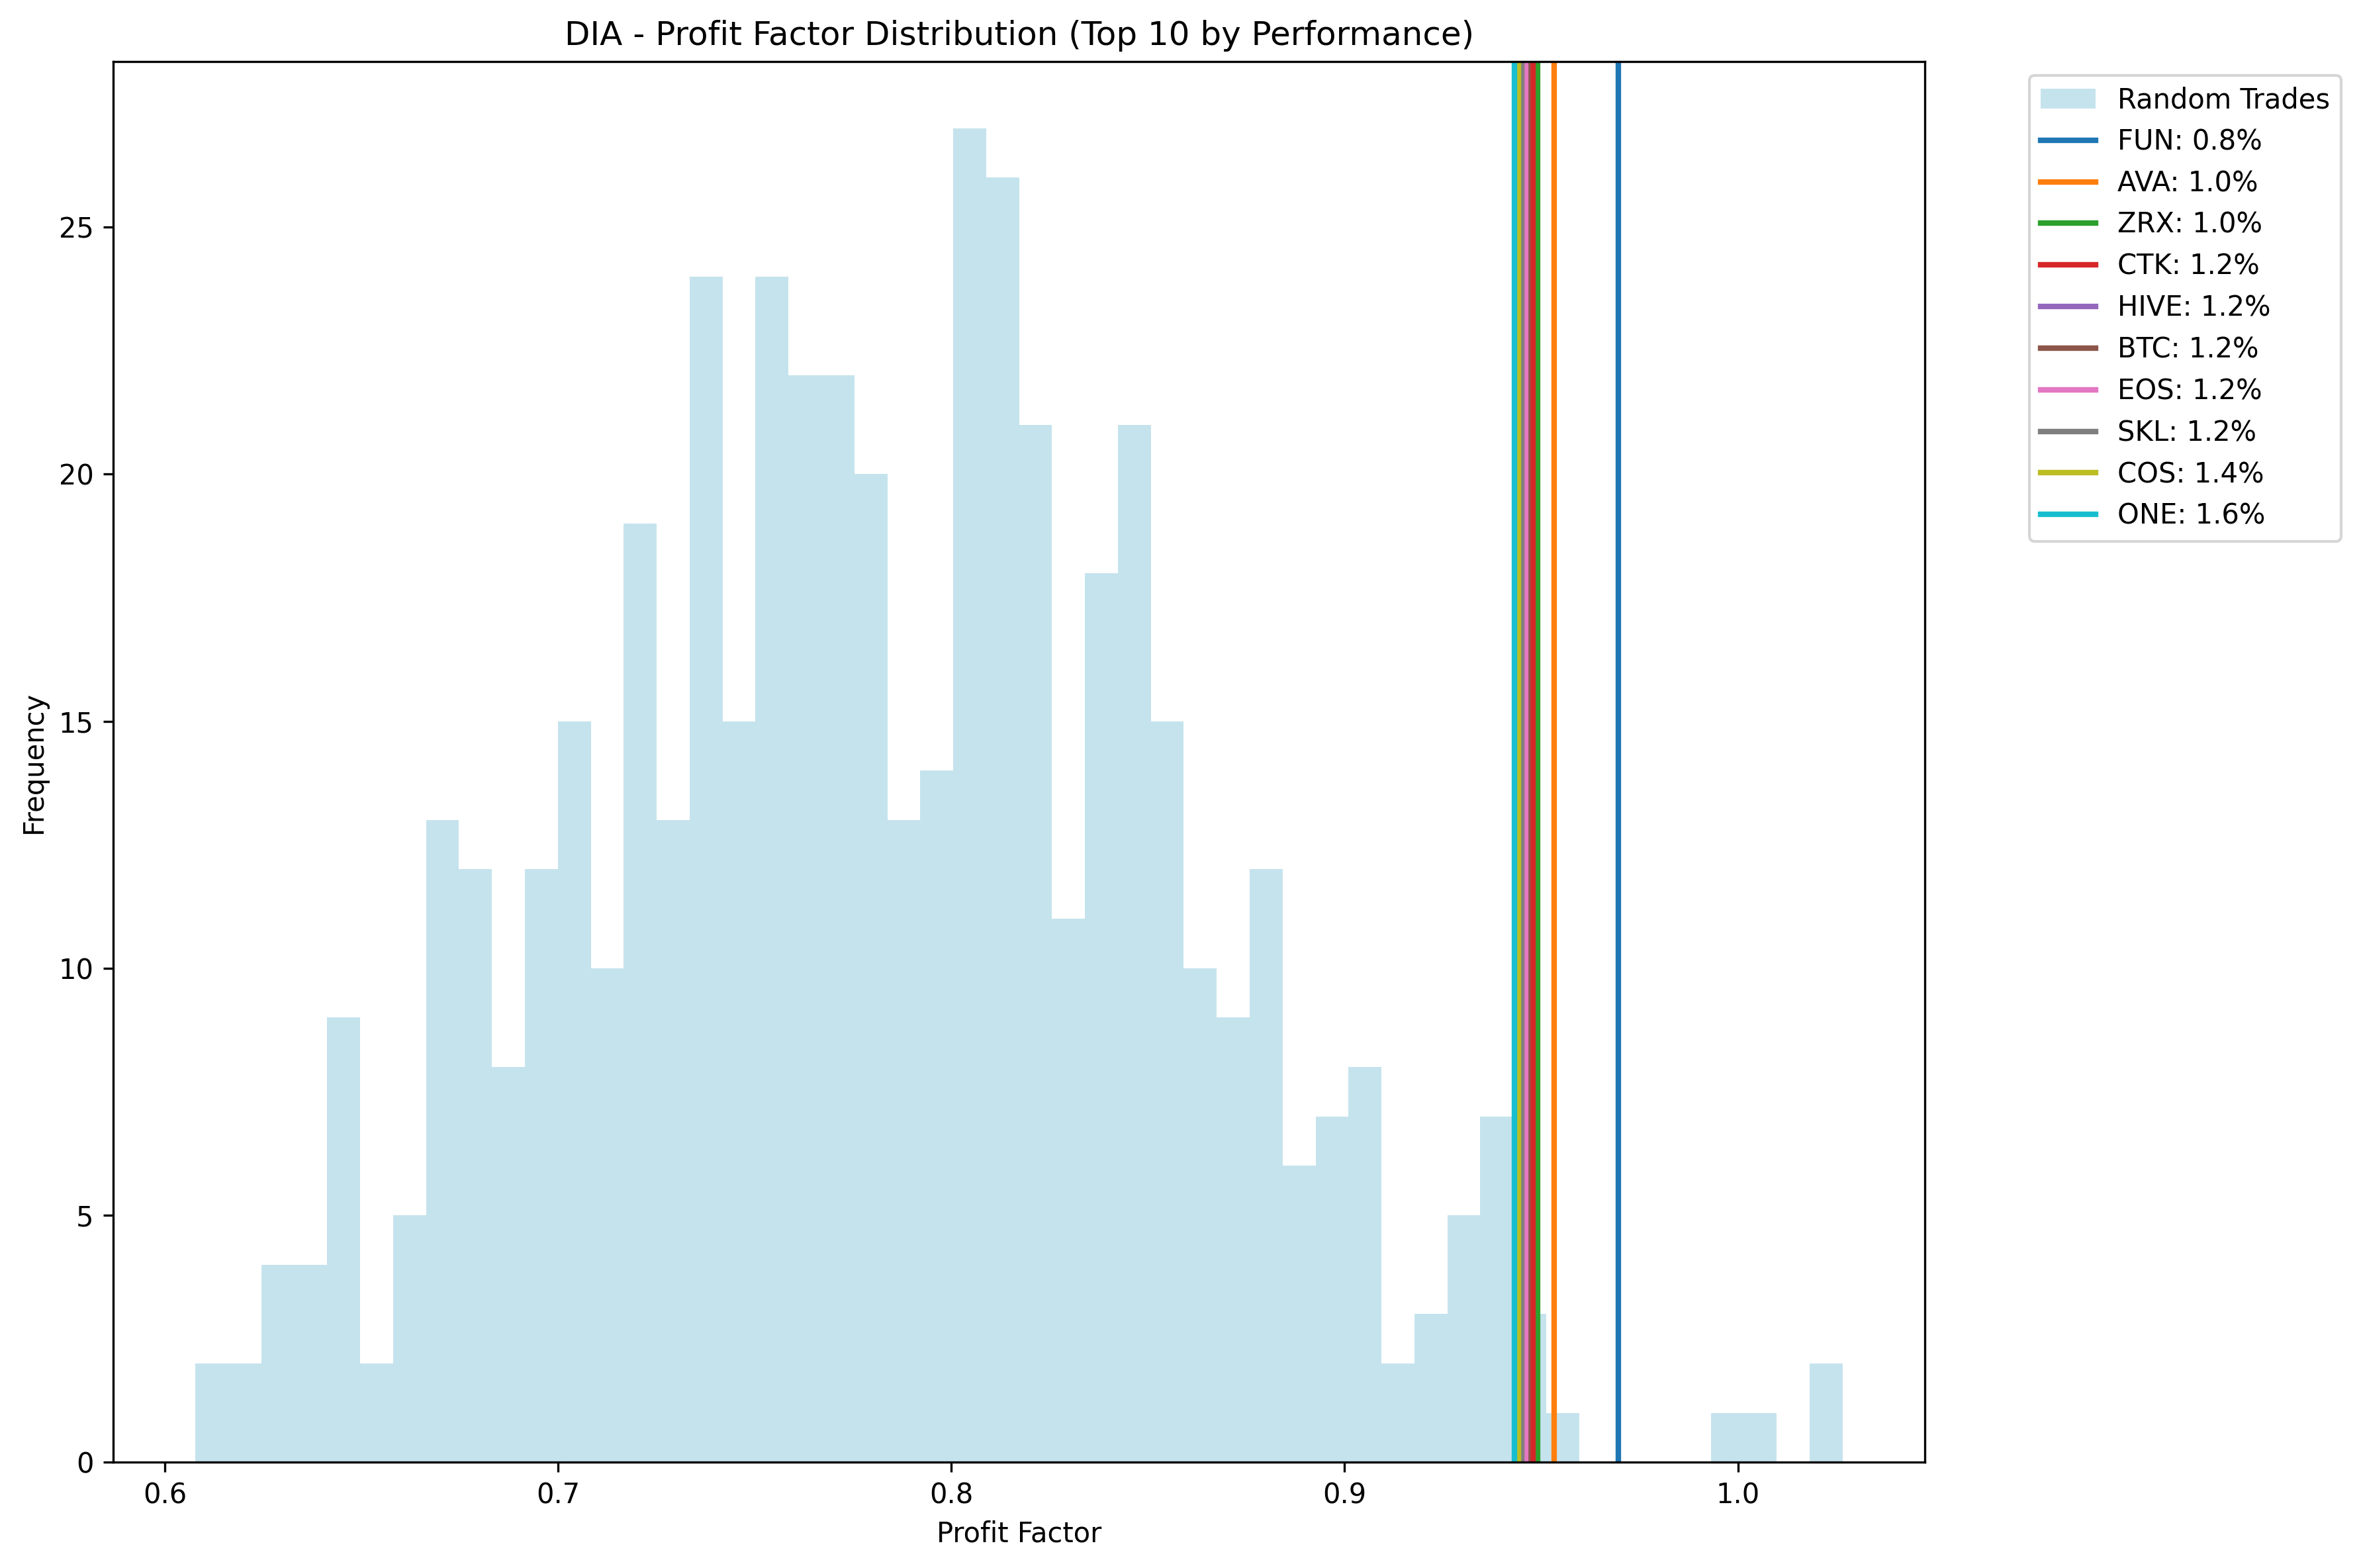 DIA - Profit Factor Distribution (Top 10 by Performance)
Random Trades
FUN: 0.8%
AVA: 1.0%
ZRX: 1.0%
CTK: 1.2%
HIVE: 1.2%
BTC: 1.2%
EOS: 1.2%
SKL: 1.2%
COS: 1.4%
ONE: 1.6%
Frequency
25
20
15
10
5
0
0.6
0.7
0.8
0.9
1.0
Profit Factor